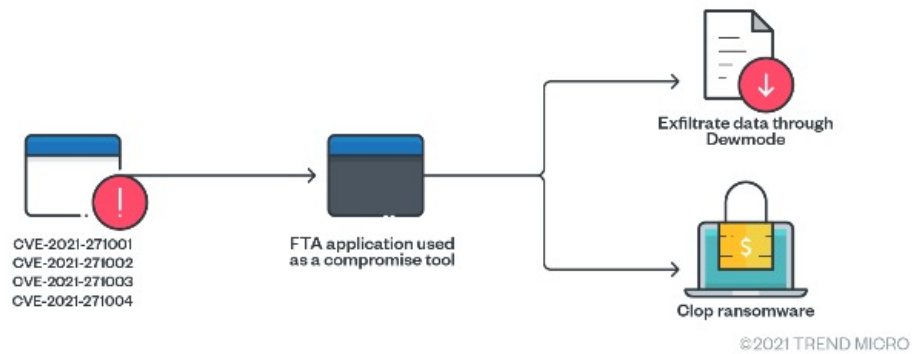 CVE-2021-271001
CVE-2021-271002
CVE-2021-271003
CVE-2021-271004
FTA application used
as a compromise tool
Exfiltrate data through
Dewmode
$
Clop ransomware
©2021 TREND MICRO